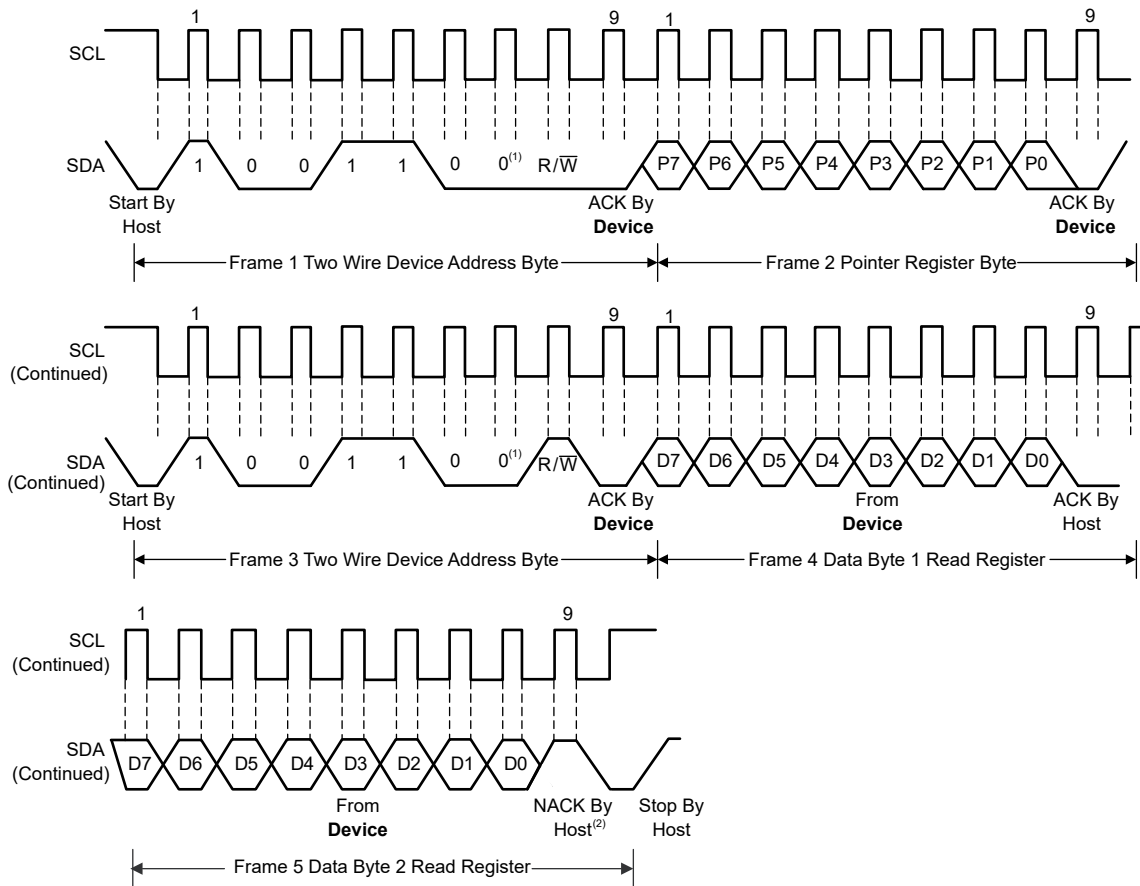 1 9 1 9
SCL
SDA 1 0 0 1 1 0 0(1) R/W P7 P6 P5 P4 P3 P2 P1 P0
Start By
Host
ACK By
Device
ACK By
Device
Frame 1 Two Wire Device Address Byte
Frame 2 Pointer Register Byte
1 9 1 9
SCL
(Continued)
SDA
(Continued)
1 0 0 1 1 0 0(1) R/W D7 D6 D5 D4 D3 D2 D1 D0
Start By
Host
ACK By
Device
From
Device
ACK By
Host
Frame 3 Two Wire Device Address Byte
Frame 4 Data Byte 1 Read Register
1 9
SCL
(Continued)
SDA
(Continued)
D7 D6 D5 D4 D3 D2 D1 D0
From
Device
NACK By
Host(2)
Stop By
Host
Frame 5 Data Byte 2 Read Register